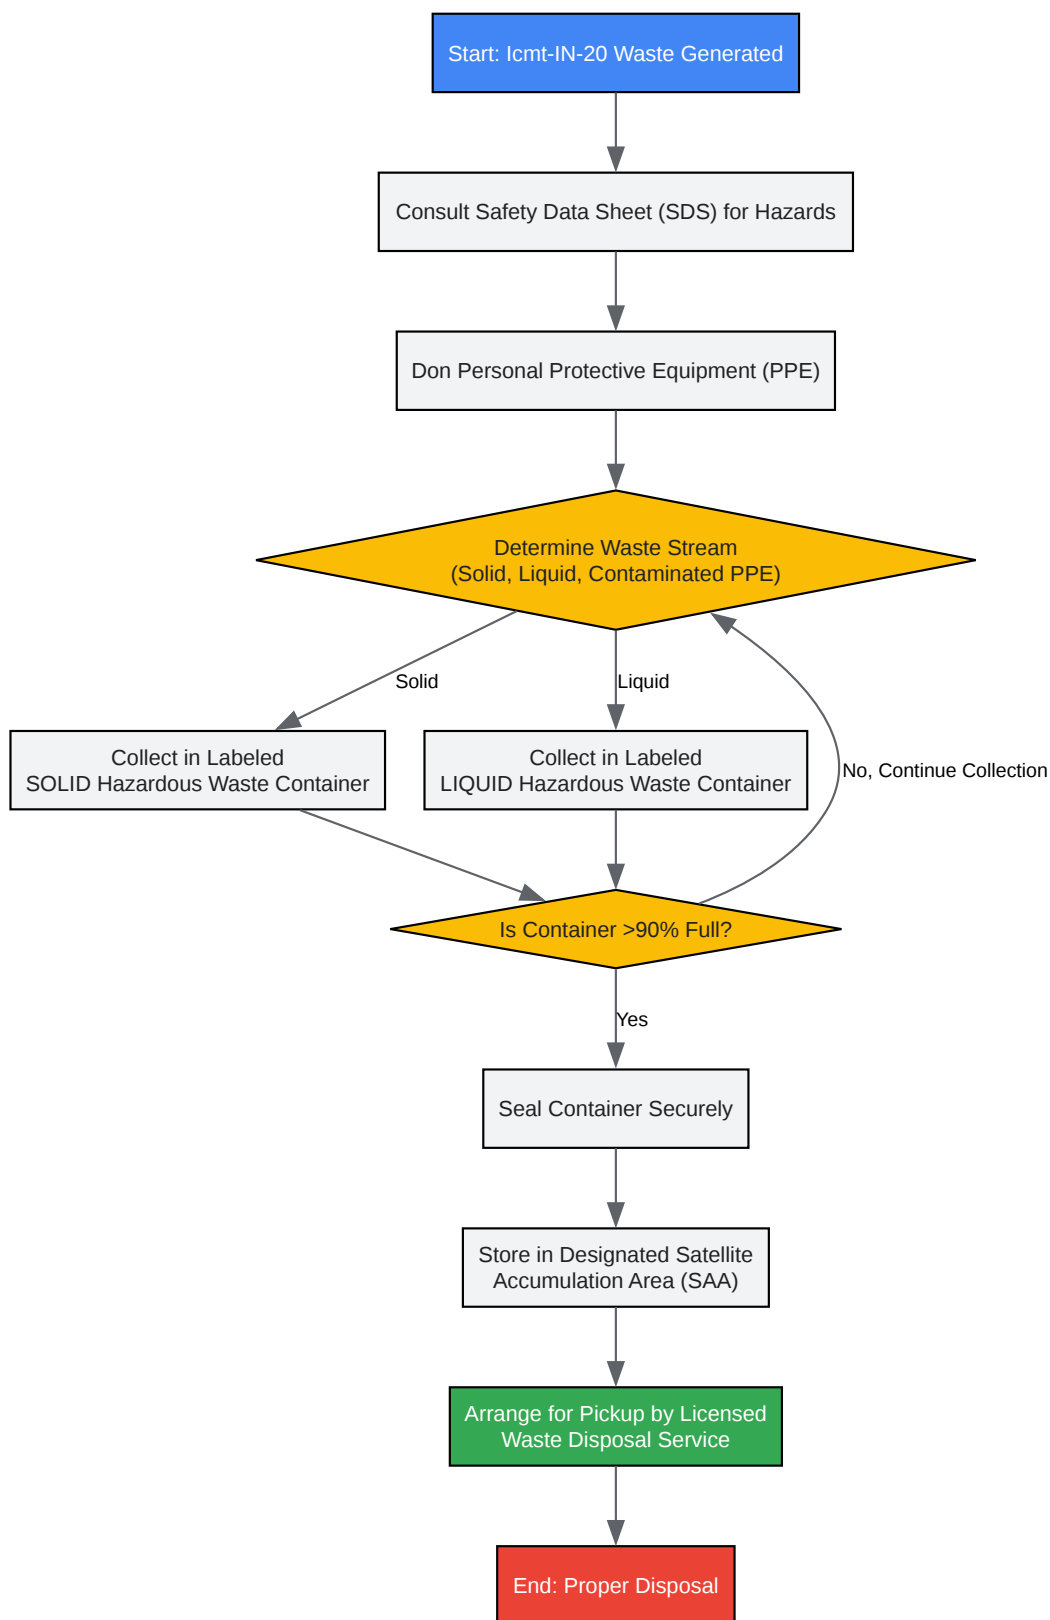 Start: Icmt-IN-20 Waste Generated
Consult Safety Data Sheet (SDS) for Hazards
Don Personal Protective Equipment (PPE)
Determine Waste Stream
(Solid, Liquid, Contaminated PPE)
Solid
Liquid
Collect in Labeled
SOLID Hazardous Waste Container
Collect in Labeled
LIQUID Hazardous Waste Container
No, Continue Collection
Is Container >90% Full?
Yes
Seal Container Securely
Store in Designated Satellite
Accumulation Area (SAA)
Arrange for Pickup by Licensed
Waste Disposal Service
End: Proper Disposal